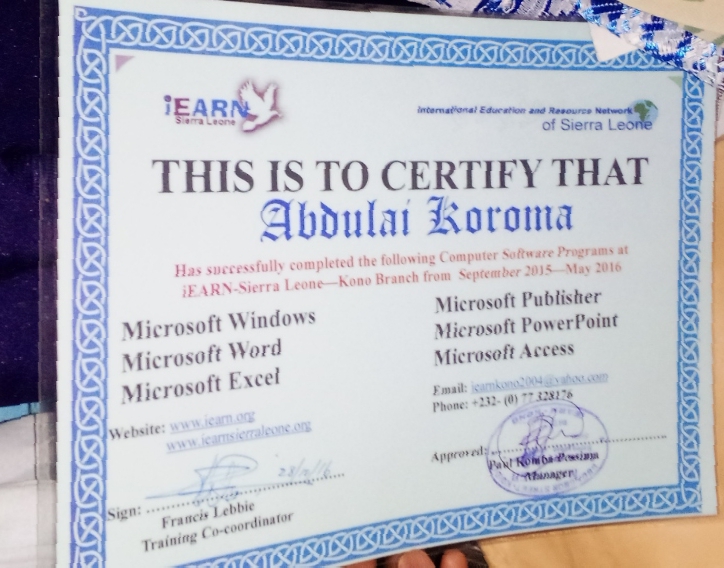 iEARN
Sierra Leone
International Education and Resource Network
of Sierra Leone
THIS IS TO CERTIFY THAT
Abdulai Koroma
Has successfully completed the following Computer Software Programs at
iEARN-Sierra Leone—Kono Branch from September 2015—May 2016
Microsoft Windows
Microsoft Word
Microsoft Excel
Microsoft Publisher
Microsoft PowerPoint
Microsoft Access
Website: www.iearn.org
www.iearnsierraleone.org
Email: iearnkono2004@yahoo.com
Phone: +232- (0) 77 328176
Sign:
Francis Lebbie
Training Co-coordinator
Approved:
Paul Komba
Manager